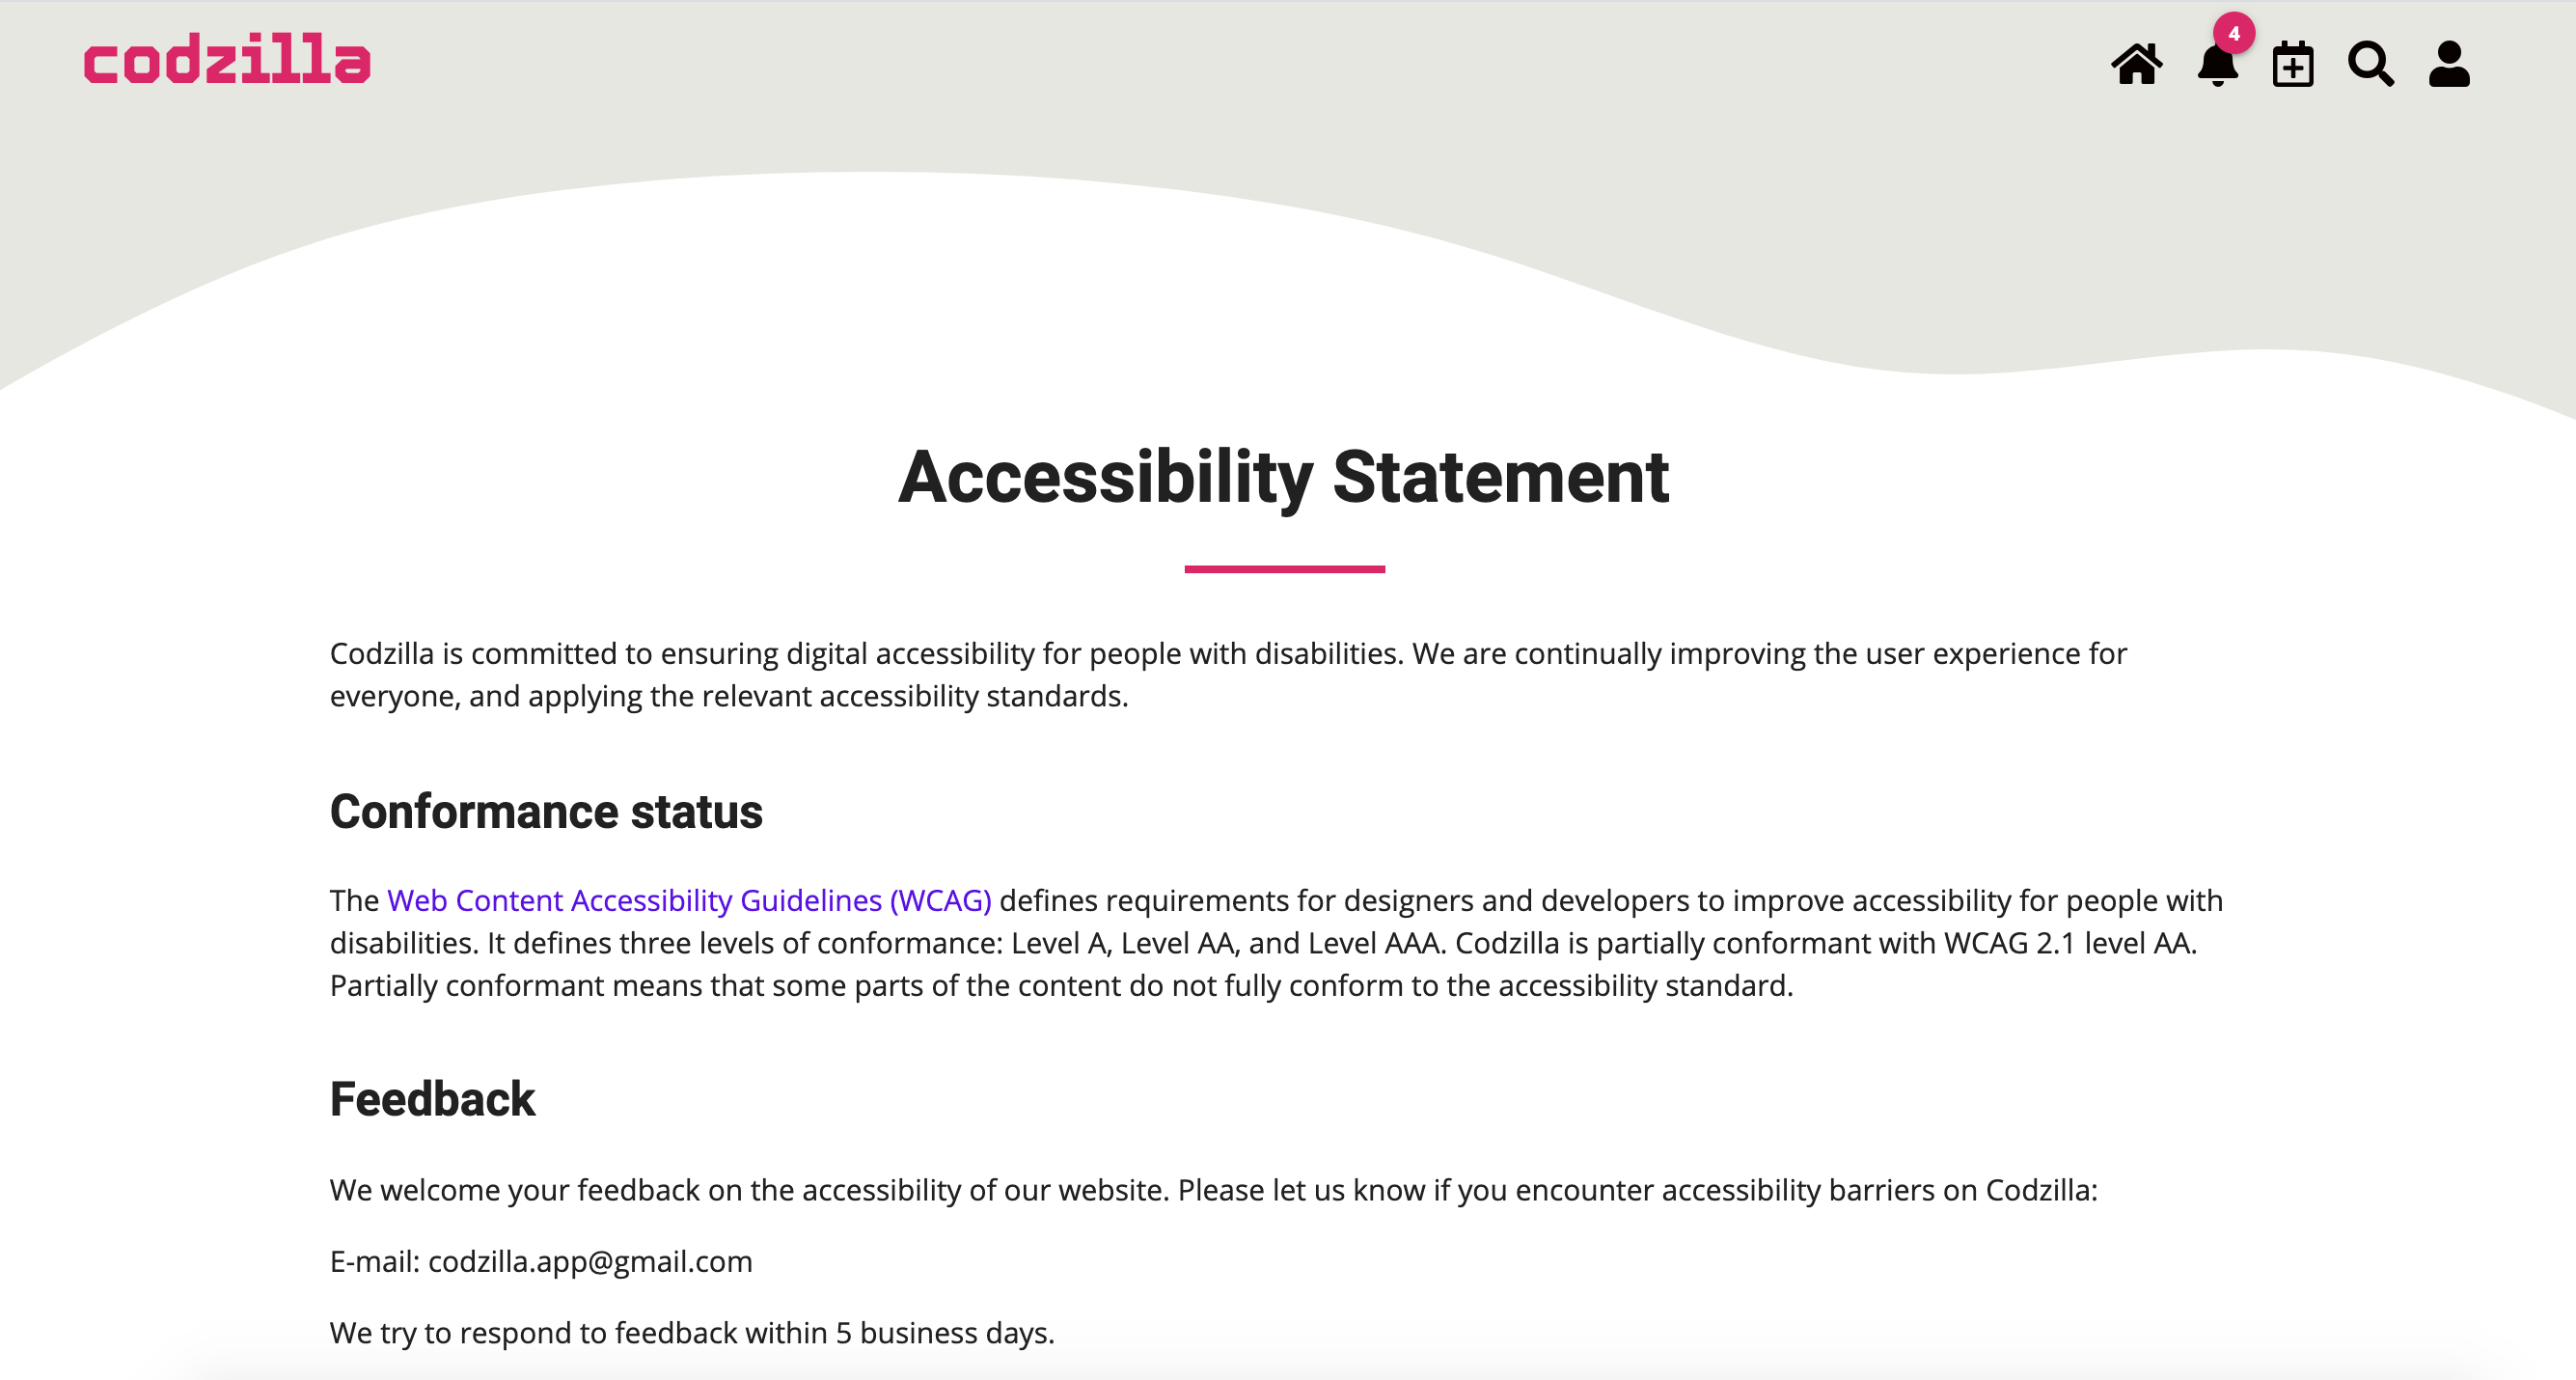 codzilla
4
Accessibility Statement
Codzilla is committed to ensuring digital accessibility for people with disabilities. We are continually improving the user experience for
everyone, and applying the relevant accessibility standards.
Conformance status
The Web Content Accessibility Guidelines (WCAG) defines requirements for designers and developers to improve accessibility for people with
disabilities. It defines three levels of conformance: Level A, Level AA, and Level AAA. Codzilla is partially conformant with WCAG 2.1 level AA.
Partially conformant means that some parts of the content do not fully conform to the accessibility standard.
Feedback
We welcome your feedback on the accessibility of our website. Please let us know if you encounter accessibility barriers on Codzilla:
E-mail: codzilla.app@gmail.com
We try to respond to feedback within 5 business days.